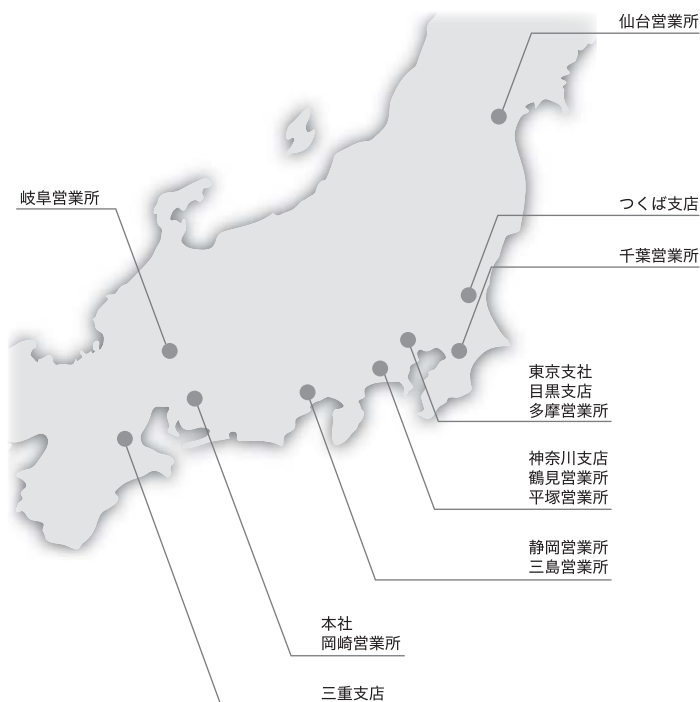 仙台営業所
岐阜営業所
つくば支店
千葉営業所
東京支社
目黒支店
多摩営業所
神奈川支店
鶴見営業所
平塚営業所
静岡営業所
三島営業所
本社
岡崎営業所
三重支店